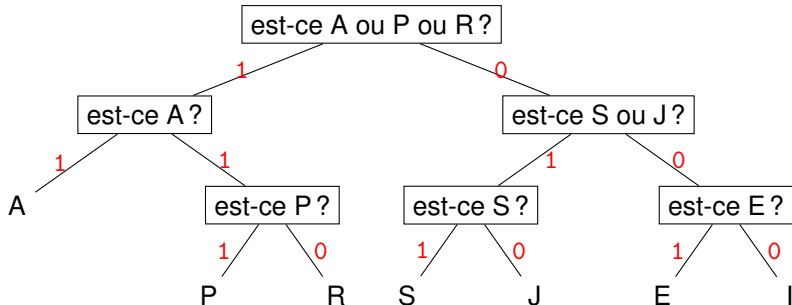 est-ce A ou P ou R ?
1 0
est-ce A ? est-ce S ou J ?
1 1 1 0
A est-ce P ? est-ce S ? est-ce E ?
1 0 1 0 1 0
P R S J E I